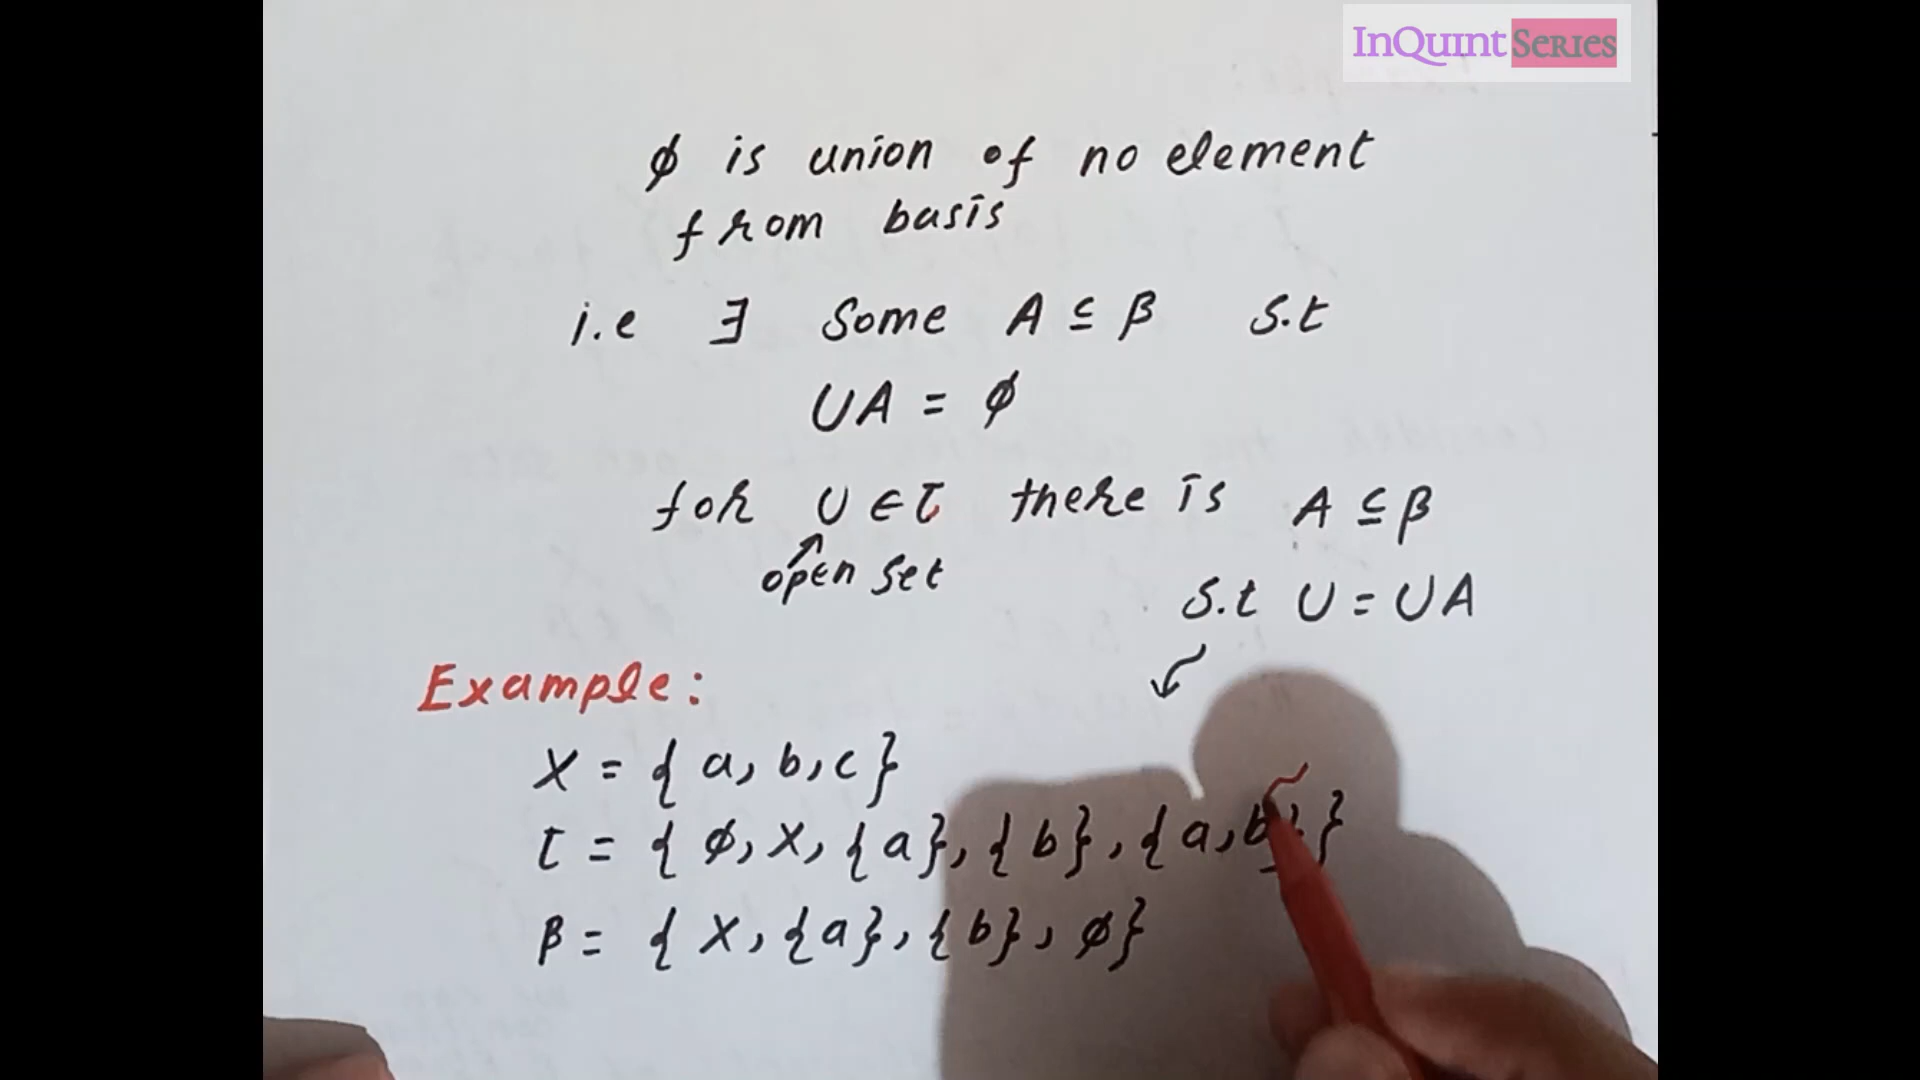 InQuint Series
ϕ is union of no element
from basis
i.e ∃ some A ⊆ β s.t
∪A = ϕ
for U ∈ τ there is A ⊆ β
open set
s.t U = ∪A
Example:
X = { a, b, c }
τ = { ϕ, X, {a}, {b}, {a, b} }
β = { X, {a}, {b}, ϕ }